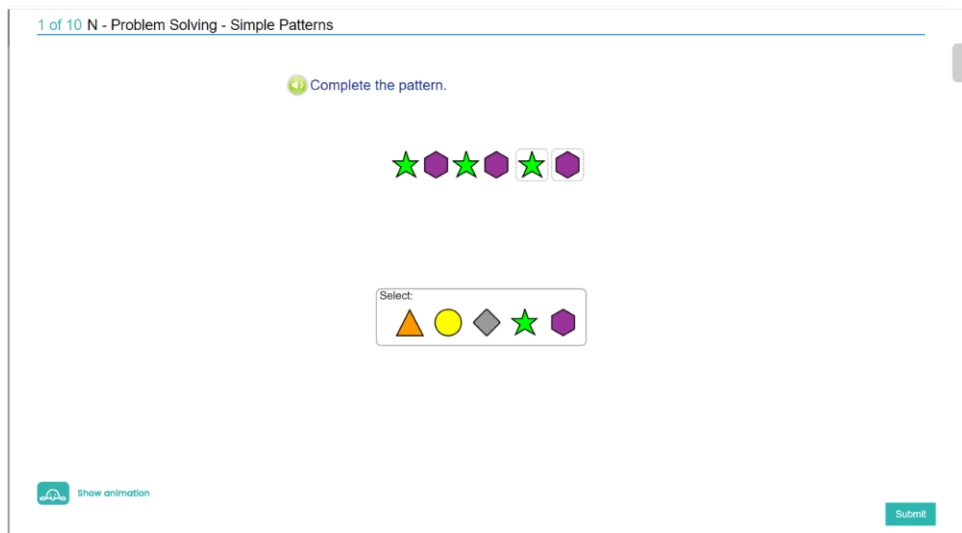 1 of 10 N - Problem Solving - Simple Patterns
Complete the pattern.
Select:
Show animation
Submit